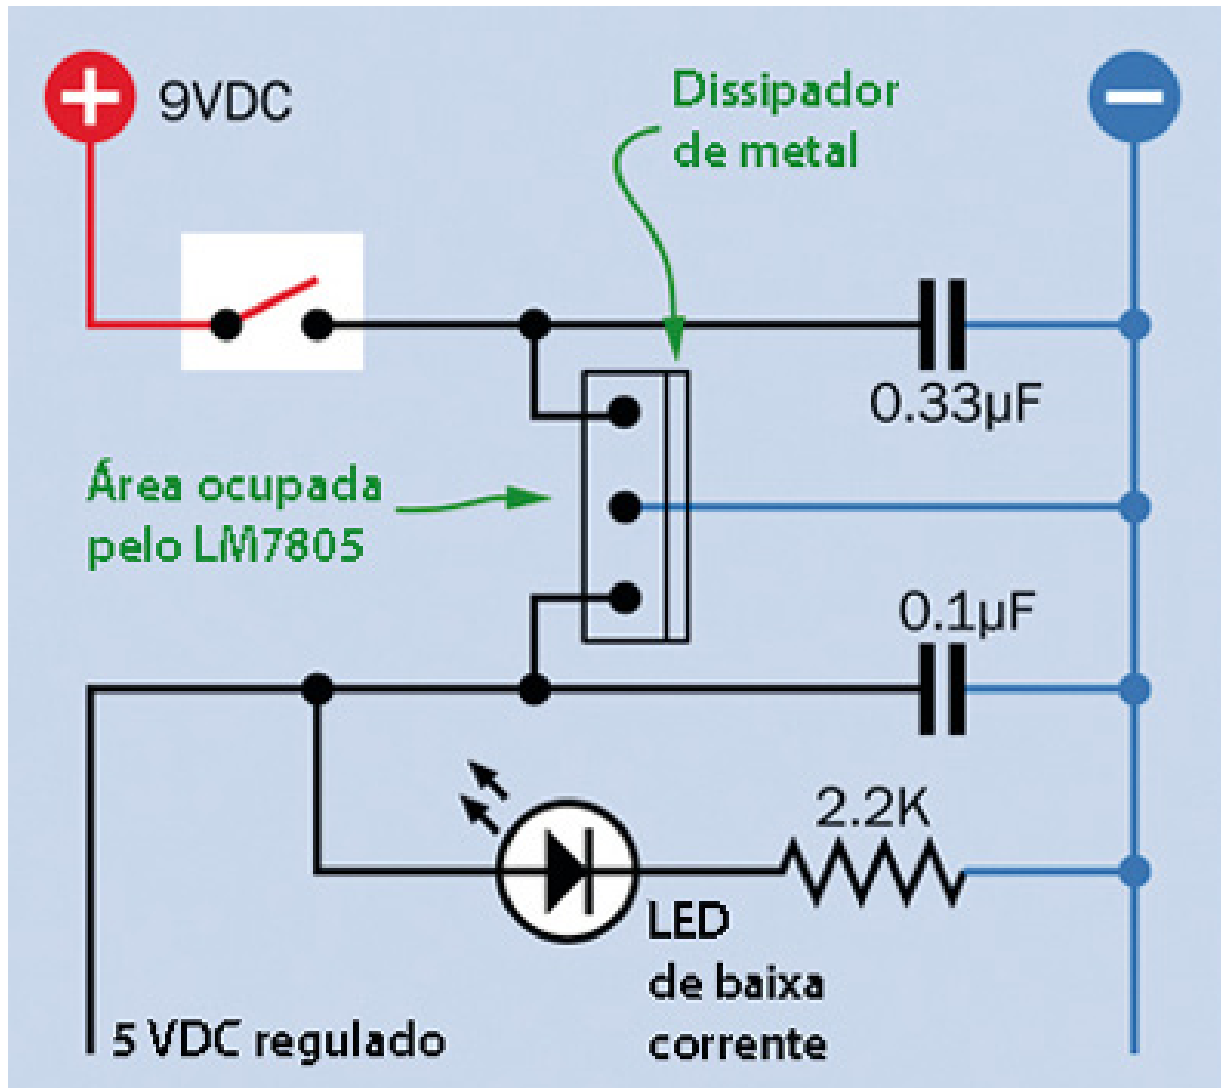 9VDC
Dissipador
de metal
0.33µF
Área ocupada
pelo LM7805
0.1µF
2.2K
LED
de baixa
corrente
5 VDC regulado